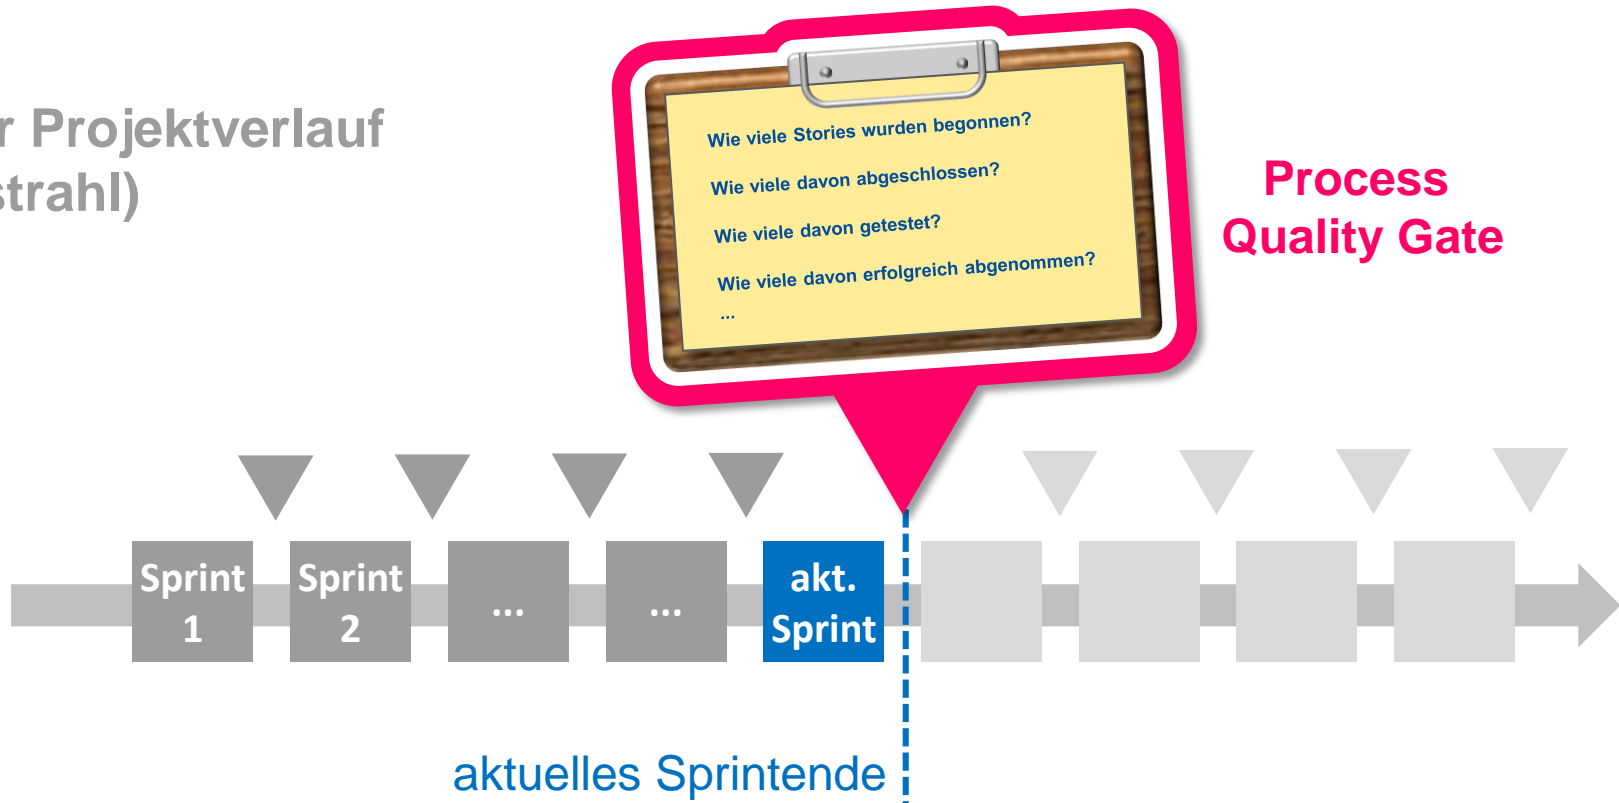 r Projektverlauf
strahl)
Wie viele Stories wurden begonnen?
Wie viele davon abgeschlossen?
Wie viele davon getestet?
Wie viele davon erfolgreich abgenommen?
...
Process
Quality Gate
Sprint
1
Sprint
2
...
...
akt.
Sprint
aktuelles Sprintende